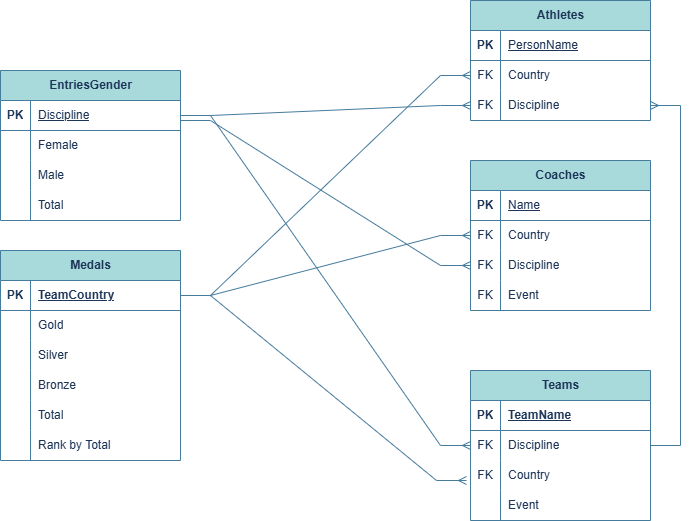 EntriesGender
PK Discipline
Female
Male
Total
Medals
PK TeamCountry
Gold
Silver
Bronze
Total
Rank by Total
Athletes
PK PersonName
FK Country
FK Discipline
Coaches
PK Name
FK Country
FK Discipline
FK Event
Teams
PK TeamName
FK Discipline
FK Country
Event